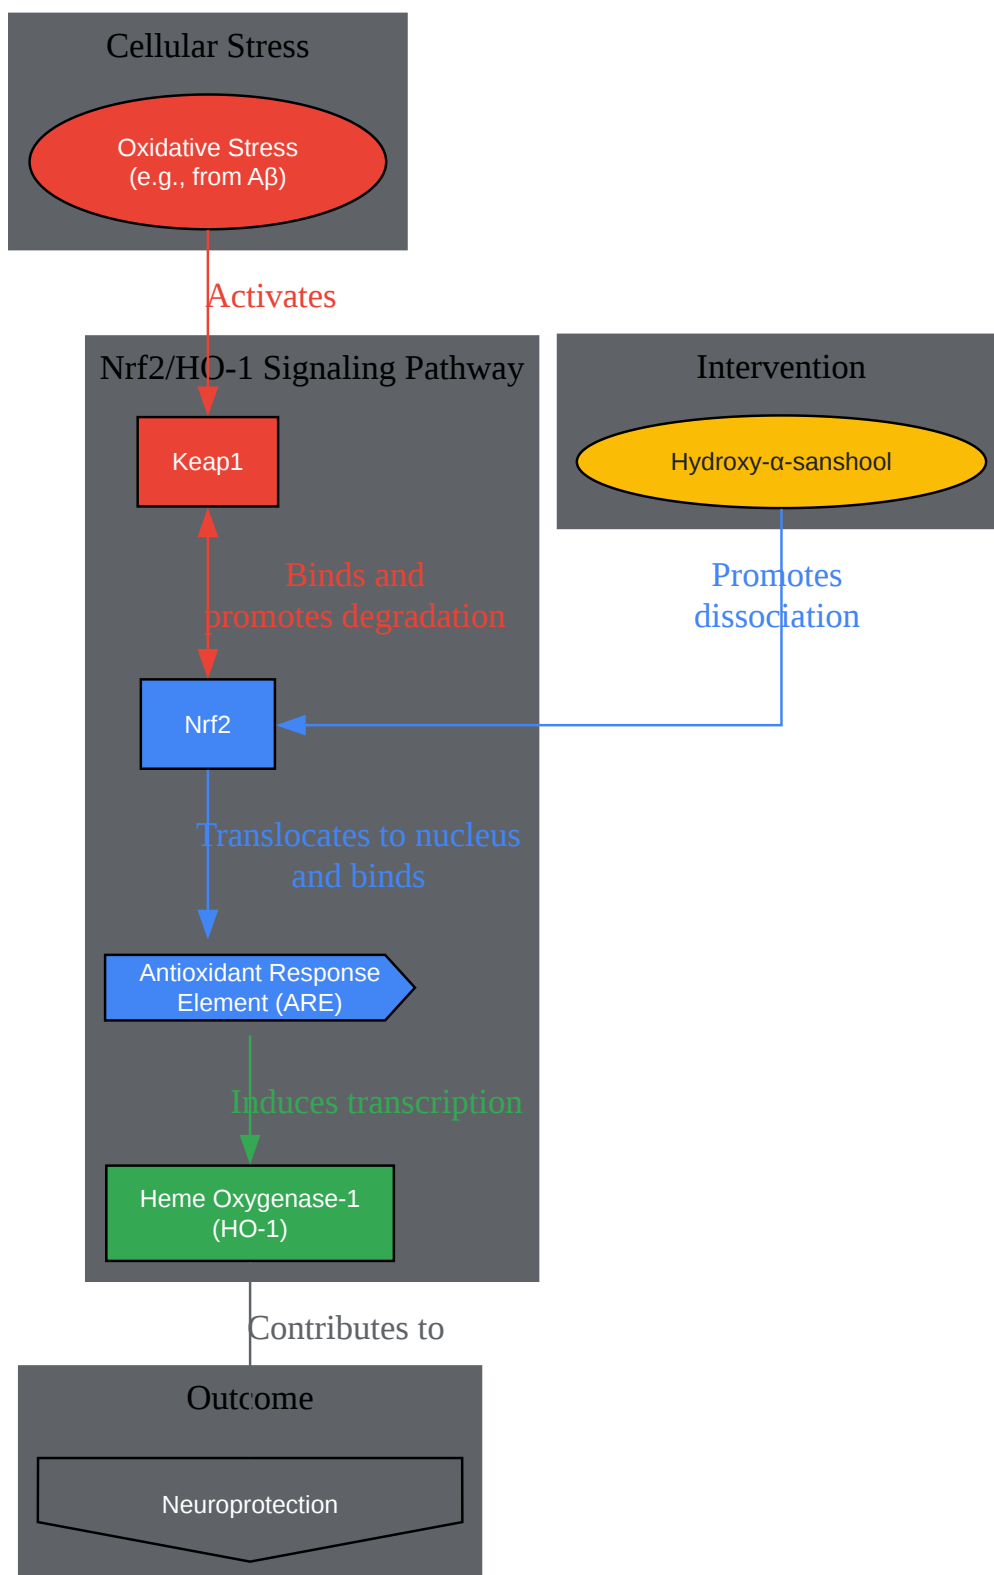 Cellular Stress
Oxidative Stress
(e.g., from Aβ)
Activates
Nrf2/HO-1 Signaling Pathway
Intervention
Keap1
Hydroxy-α-sanshool
Binds and
promotes degradation
Promotes
dissociation
Nrf2
Translocates to nucleus
and binds
Antioxidant Response
Element (ARE)
Induces transcription
Heme Oxygenase-1
(HO-1)
Contributes to
Outcome
Neuroprotection